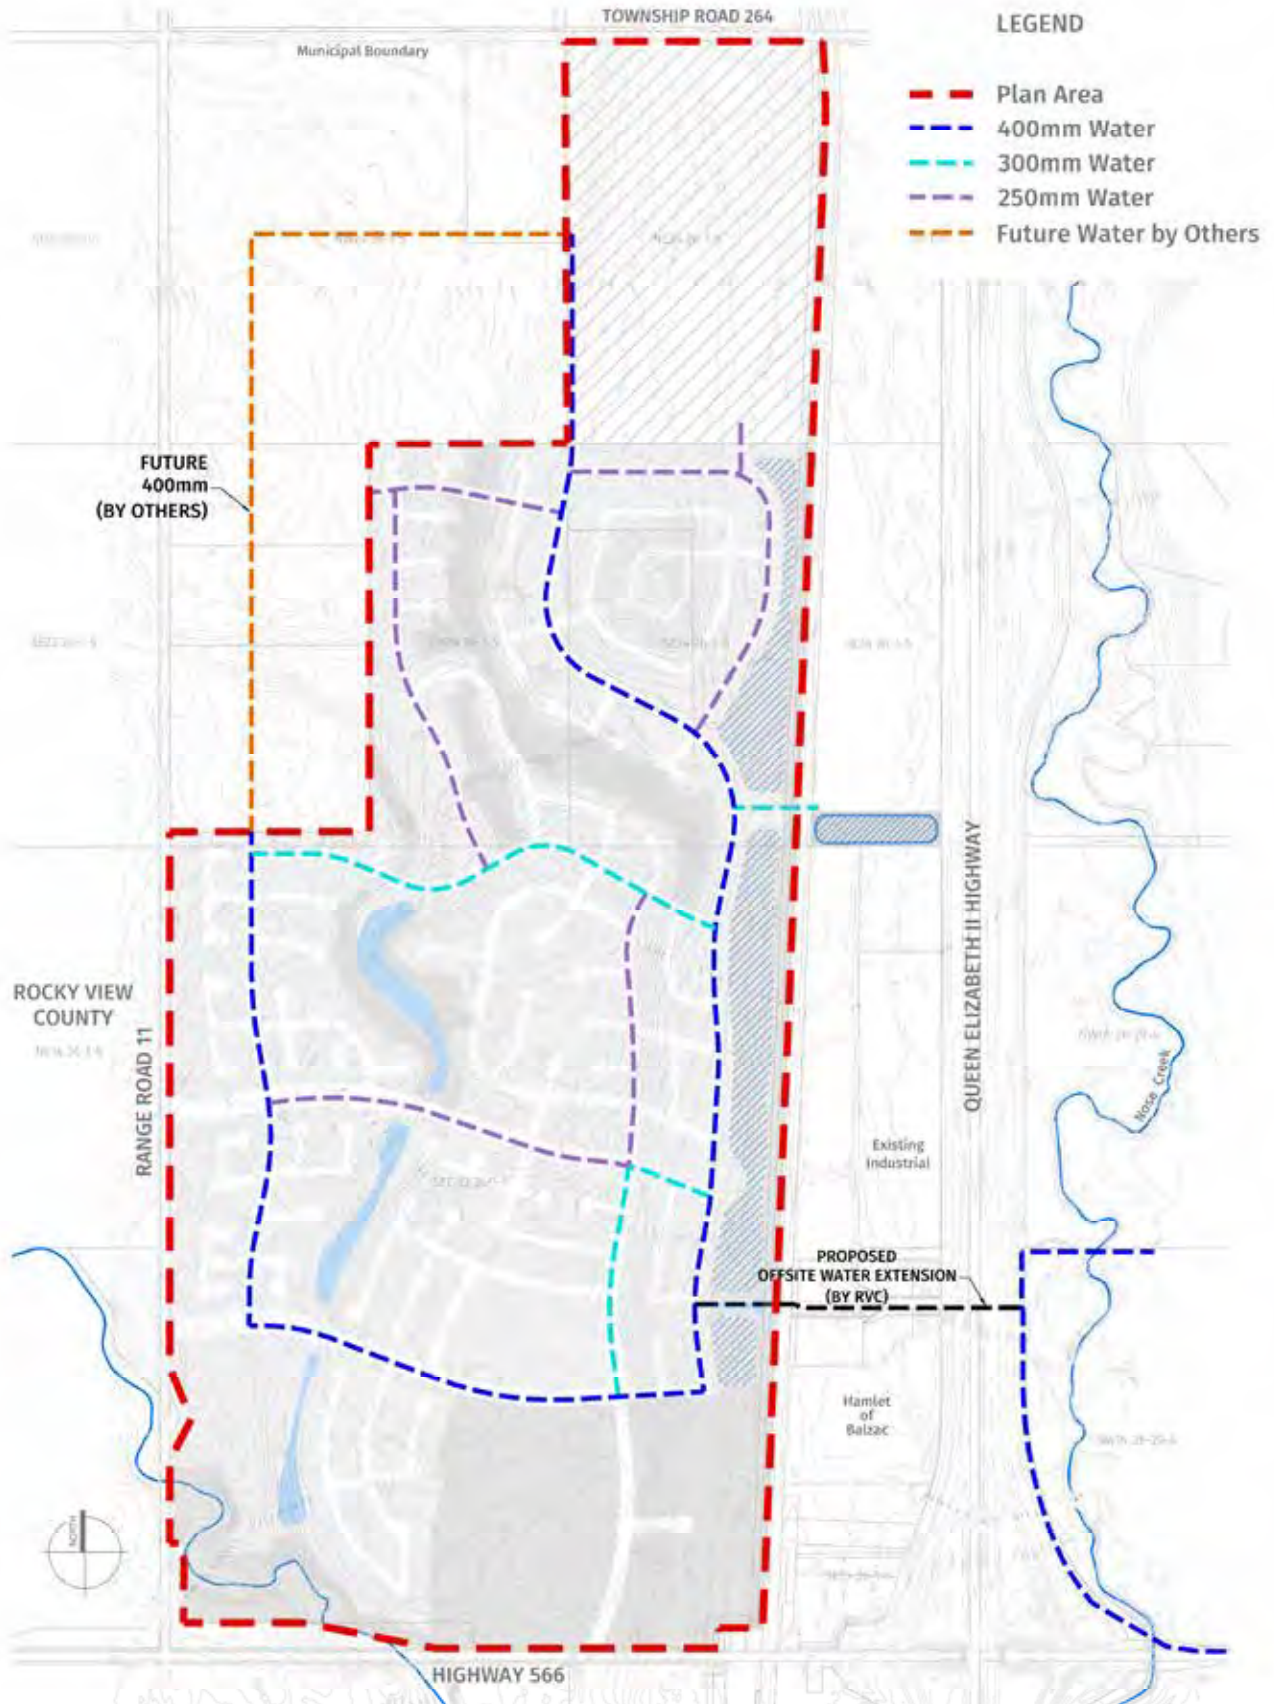 TOWNSHIP ROAD 264
LEGEND
Municipal Boundary
Plan Area
400mm Water
300mm Water
250mm Water
Future Water by Others
FUTURE
400mm
(BY OTHERS)
ROCKY VIEW
COUNTY
RANGE ROAD 11
QUEEN ELIZABETH II HIGHWAY
Nose Creek
Existing
Industrial
PROPOSED
OFFSITE WATER EXTENSION
(BY RVC)
Hamlet
of
Balzac
NORTH
HIGHWAY 566